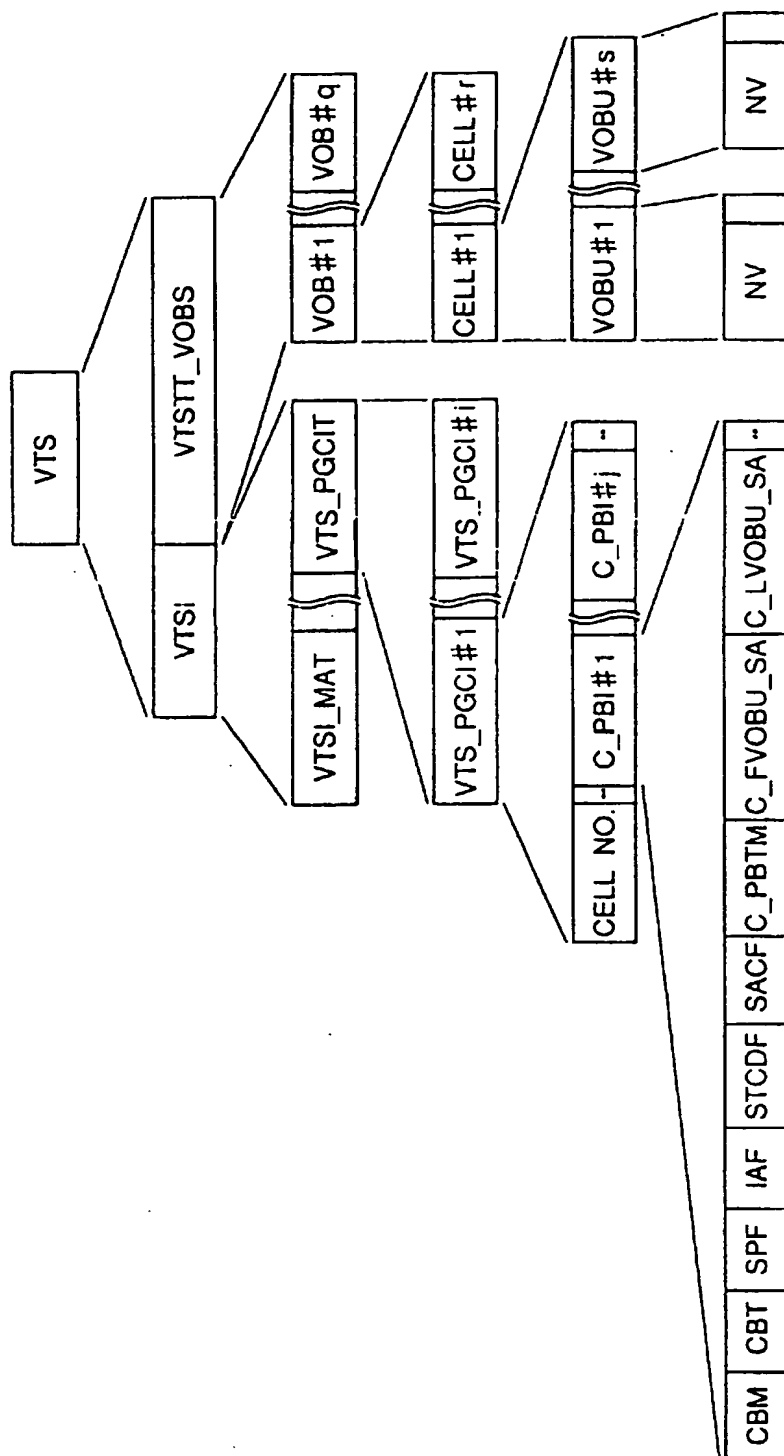 VTS
VTSI VTSTT_VOBS
VTSI_MAT VTS_PGCIT VOB#1 VOB#q
VTS_PGCI#1 VTS_PGCI#i CELL#1 CELL#r
CELL NO. -- C_PBI#1 C_PBI#j -- VOBU#1 VOBU#s
CBM CBT SPF IAF STCDF SACF C_PBTM C_FVOBU_SA C_LVOBU_SA -- NV NV